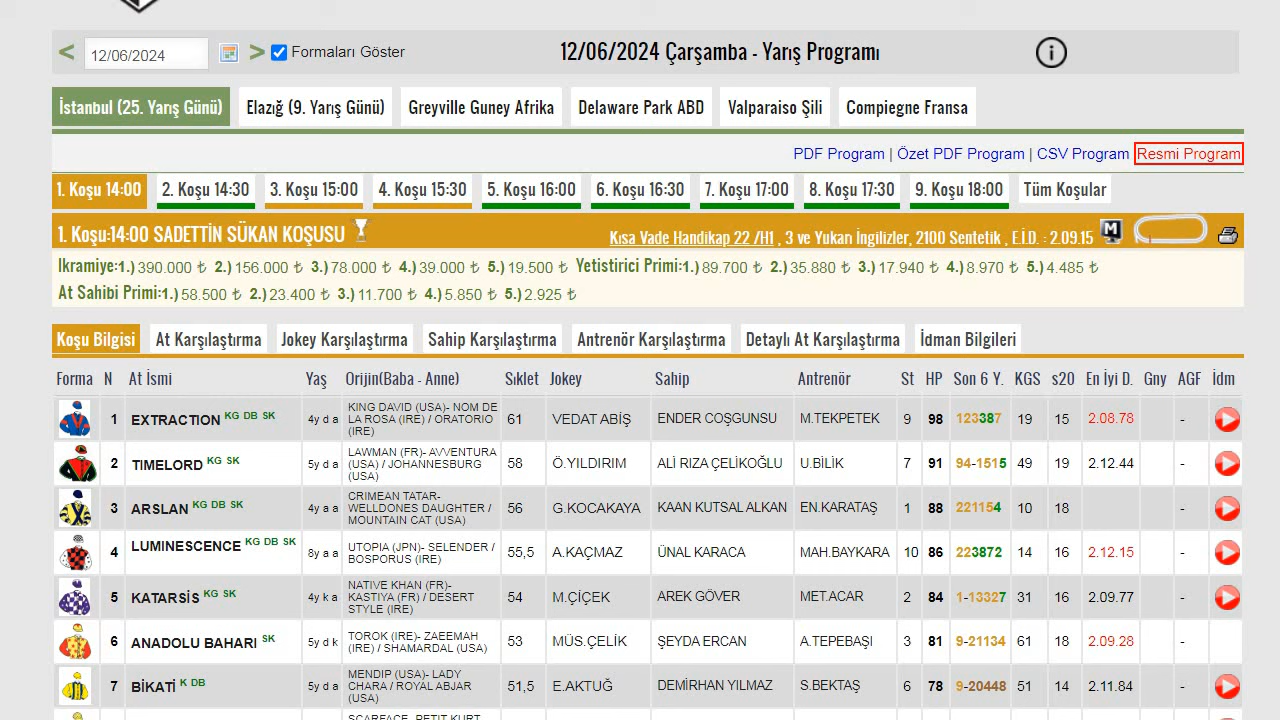 12/06/2024 Formaları Göster 12/06/2024 Çarşamba - Yarış Programı
İstanbul (25. Yarış Günü) Elazığ (9. Yarış Günü) Greyville Guney Afrika Delaware Park ABD Valparaiso Şili Compiegne Fransa
PDF Program | Özet PDF Program | CSV Program Resmi Program
1. Koşu 14:00 2. Koşu 14:30 3. Koşu 15:00 4. Koşu 15:30 5. Koşu 16:00 6. Koşu 16:30 7. Koşu 17:00 8. Koşu 17:30 9. Koşu 18:00 Tüm Koşular
1. Koşu:14:00 SADETTİN SÜKAN KOŞUSU Kısa Vade Handikap 22 /H1 , 3 ve Yukarı İngilizler, 2100 Sentetik , E.İ.D. : 2.09.15 M
Ikramiye:1.) 390.000 ₺ 2.) 156.000 ₺ 3.) 78.000 ₺ 4.) 39.000 ₺ 5.) 19.500 ₺ Yetistirici Primi:1.) 89.700 ₺ 2.) 35.880 ₺ 3.) 17.940 ₺ 4.) 8.970 ₺ 5.) 4.485 ₺
At Sahibi Primi:1.) 58.500 ₺ 2.) 23.400 ₺ 3.) 11.700 ₺ 4.) 5.850 ₺ 5.) 2.925 ₺
Koşu Bilgisi At Karşılaştırma Jokey Karşılaştırma Sahip Karşılaştırma Antrenör Karşılaştırma Detaylı At Karşılaştırma İdman Bilgileri
Forma N At İsmi Yaş Orijin(Baba - Anne) Sıklet Jokey Sahip Antrenör St HP Son 6 Y. KGS s20 En İyi D. Gny AGF İdm
1 EXTRACTION KG DB SK 4y d a KING DAVID (USA)- NOM DE LA ROSA (IRE) / ORATORIO (IRE) 61 VEDAT ABİŞ ENDER COŞGUNSU M.TEKPETEK 9 98 123387 19 15 2.08.78 -
2 TIMELORD KG SK 5y d a LAWMAN (FR)- AVVENTURA (USA) / JOHANNESBURG (USA) 58 Ö.YILDIRIM ALİ RIZA ÇELİKOĞLU U.BİLİK 7 91 94-1515 49 19 2.12.44 -
3 ARSLAN KG DB SK 4y a a CRIMEAN TATAR- WELLDONES DAUGHTER / MOUNTAIN CAT (USA) 56 G.KOCAKAYA KAAN KUTSAL ALKAN EN.KARATAŞ 1 88 221154 10 18 -
4 LUMINESCENCE KG DB SK 8y a a UTOPIA (JPN)- SELENDER / BOSPORUS (IRE) 55,5 A.KAÇMAZ ÜNAL KARACA MAH.BAYKARA 10 86 223872 14 16 2.12.15 -
5 KATARSİS KG SK 4y k a NATIVE KHAN (FR)- KASTIYA (FR) / DESERT STYLE (IRE) 54 M.ÇİÇEK AREK GÖVER MET.ACAR 2 84 1-13327 31 16 2.09.77 -
6 ANADOLU BAHARI SK 5y d k TOROK (IRE)- ZAEEMAH (IRE) / SHAMARDAL (USA) 53 MÜS.ÇELİK ŞEYDA ERCAN A.TEPEBAŞI 3 81 9-21134 61 18 2.09.28 -
7 BİKATİ K DB 5y d a MENDIP (USA)- LADY CHARA / ROYAL ABJAR (USA) 51,5 E.AKTUĞ DEMİRHAN YILMAZ S.BEKTAŞ 6 78 9-20448 51 14 2.11.84 -